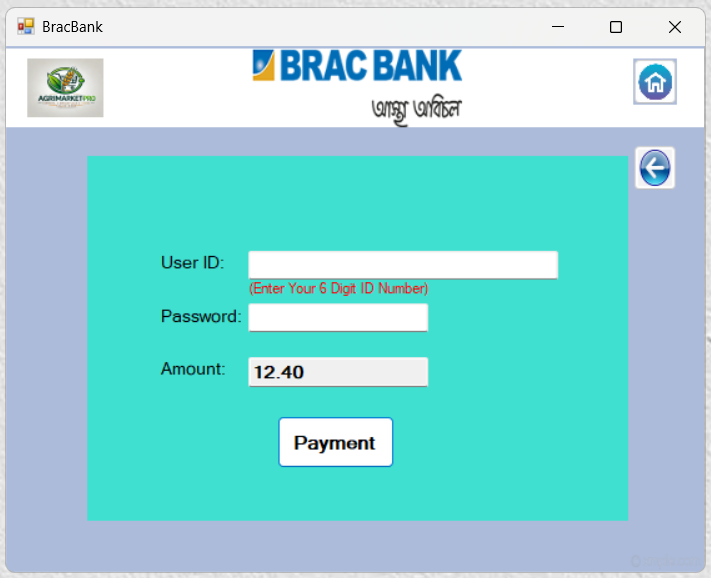 BracBank
AGRIMARKETPRO
BRAC BANK
আস্থা অবিচল
User ID:
(Enter Your 6 Digit ID Number)
Password:
Amount:
12.40
Payment